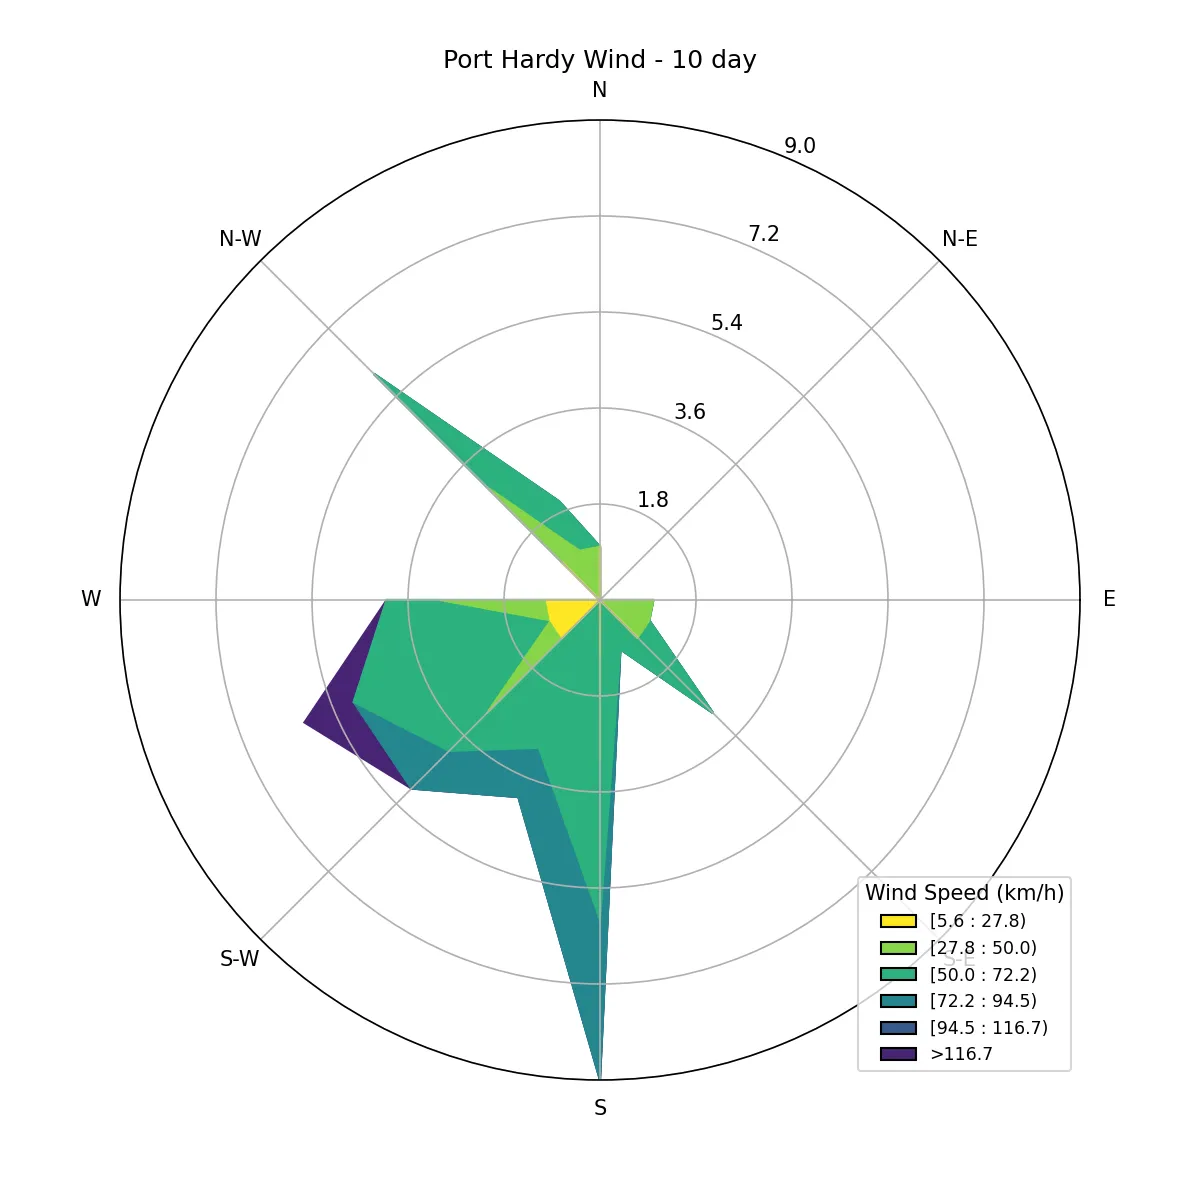 Port Hardy Wind - 10 day
N
9.0
N-W
N-E
7.2
5.4
3.6
1.8
W
E
S-W
S-E
S
Wind Speed (km/h)
[5.6 : 27.8)
[27.8 : 50.0)
[50.0 : 72.2)
[72.2 : 94.5)
[94.5 : 116.7)
>116.7